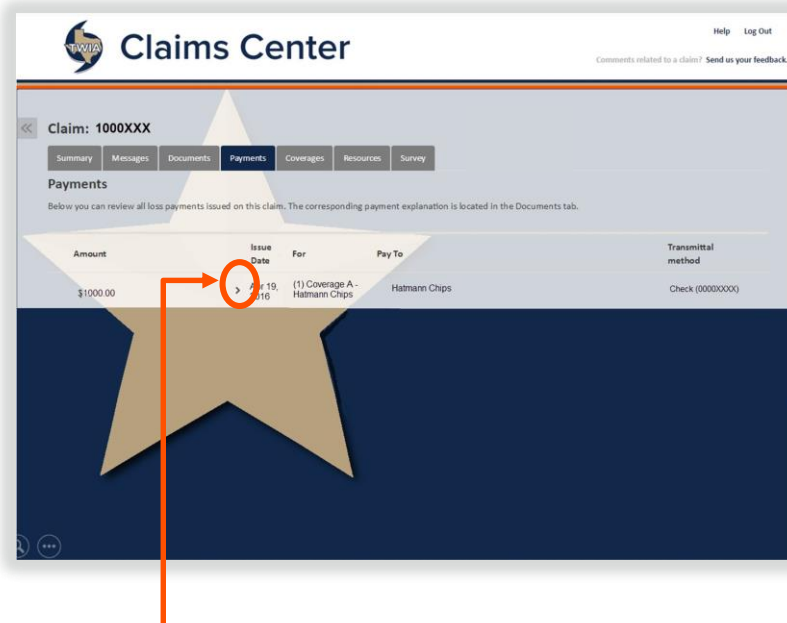 TWIA
Claims Center
Help Log Out
Comments related to a claim? Send us your feedback.
Claim: 1000XXX
Summary Messages Documents Payments Coverages Resources Survey
Payments
Below you can review all loss payments issued on this claim. The corresponding payment explanation is located in the Documents tab.
Amount Issue Date For Pay To Transmittal method
$1000.00 > Apr 19, 2016 (1) Coverage A - Hatmann Chips Hatmann Chips Check (0000XXXX)